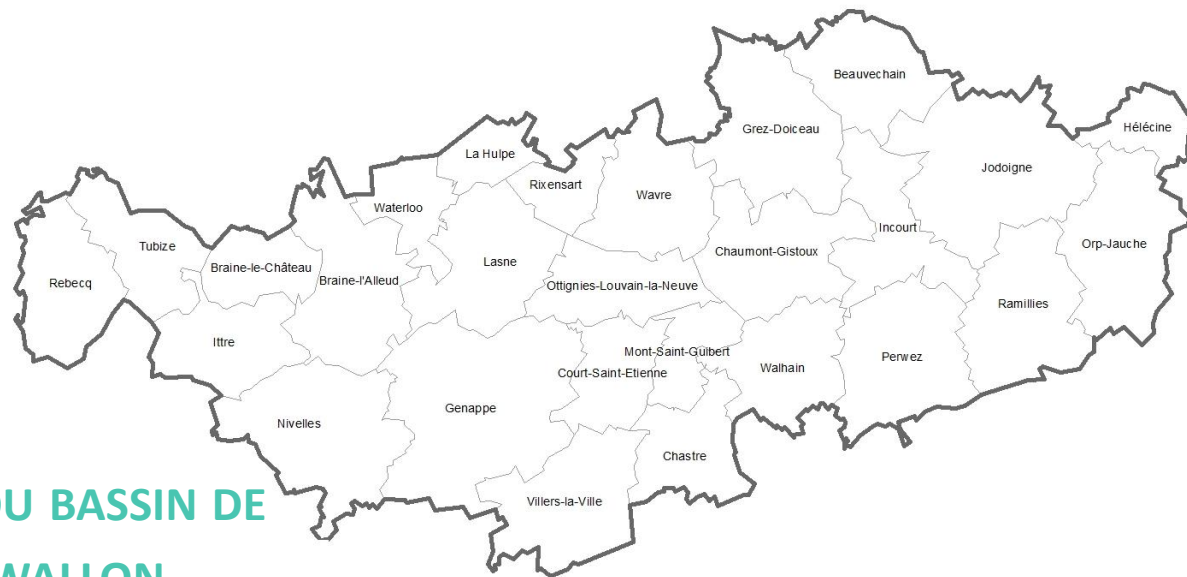 Beauvechain
Hélécine
Grez-Doiceau
La Hulpe
Jodoigne
Rixensart
Wavre
Waterloo
Incourt
Tubize
Orp-Jauche
Chaumont-Gistoux
Braine-le-Château
Lasne
Braine-l'Alleud
Rebecq
Ottignies-Louvain-la-Neuve
Ramillies
Ittre
Mont-Saint-Guibert
Perwez
Court-Saint-Etienne
Walhain
Genappe
Nivelles
Chastre
Villers-la-Ville
DU BASSIN DE
WALLON